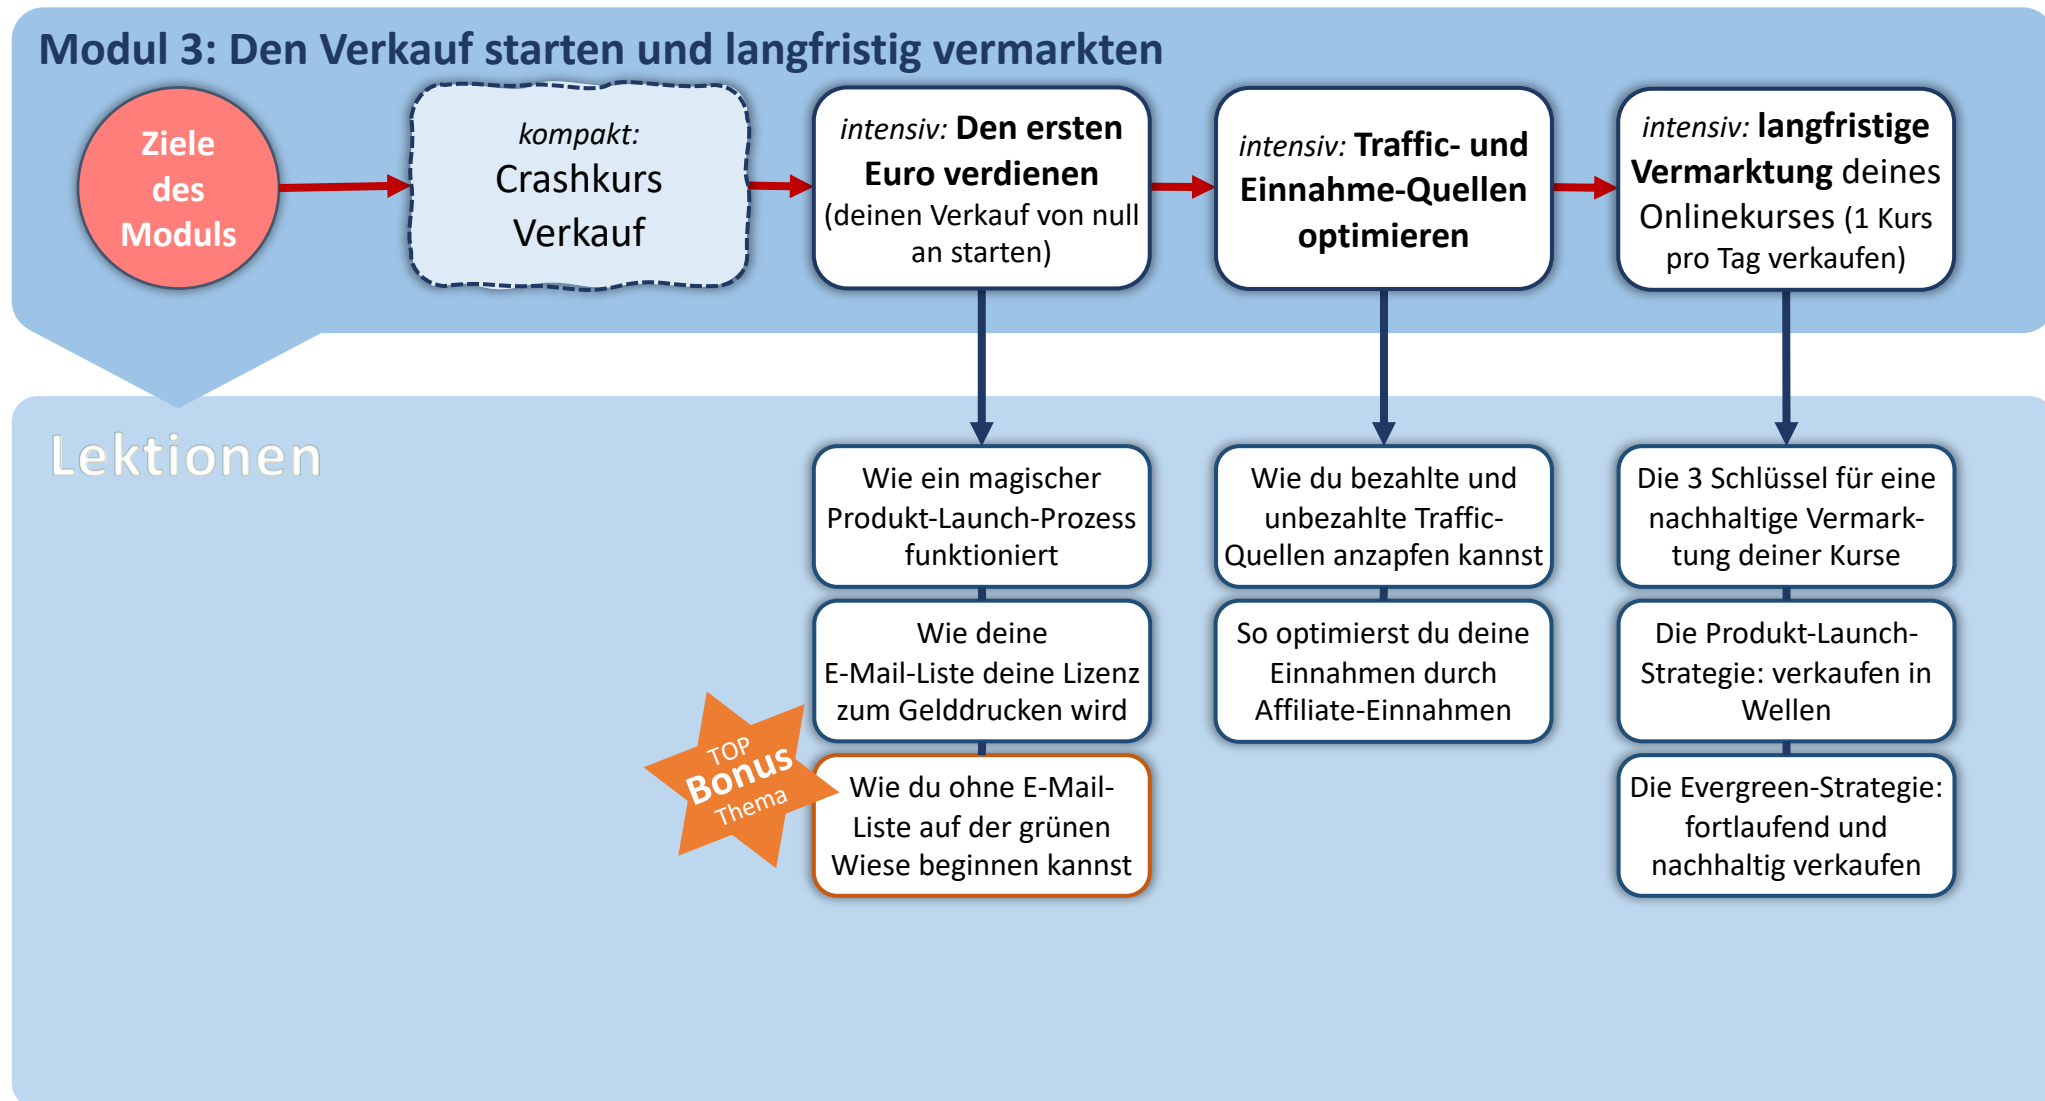 Modul 3: Den Verkauf starten und langfristig vermarkten
Ziele
des
Moduls
kompakt:
Crashkurs
Verkauf
intensiv: Den ersten
Euro verdienen
(deinen Verkauf von null
an starten)
intensiv: Traffic- und
Einnahme-Quellen
optimieren
intensiv: langfristige
Vermarktung deines
Onlinekurses (1 Kurs
pro Tag verkaufen)
Lektionen
Wie ein magischer
Produkt-Launch-Prozess
funktioniert
Wie deine
E-Mail-Liste deine Lizenz
zum Gelddrucken wird
TOP
Bonus
Thema
Wie du ohne E-Mail-
Liste auf der grünen
Wiese beginnen kannst
Wie du bezahlte und
unbezahlte Traffic-
Quellen anzapfen kannst
So optimierst du deine
Einnahmen durch
Affiliate-Einnahmen
Die 3 Schlüssel für eine
nachhaltige Vermark-
tung deiner Kurse
Die Produkt-Launch-
Strategie: verkaufen in
Wellen
Die Evergreen-Strategie:
fortlaufend und
nachhaltig verkaufen